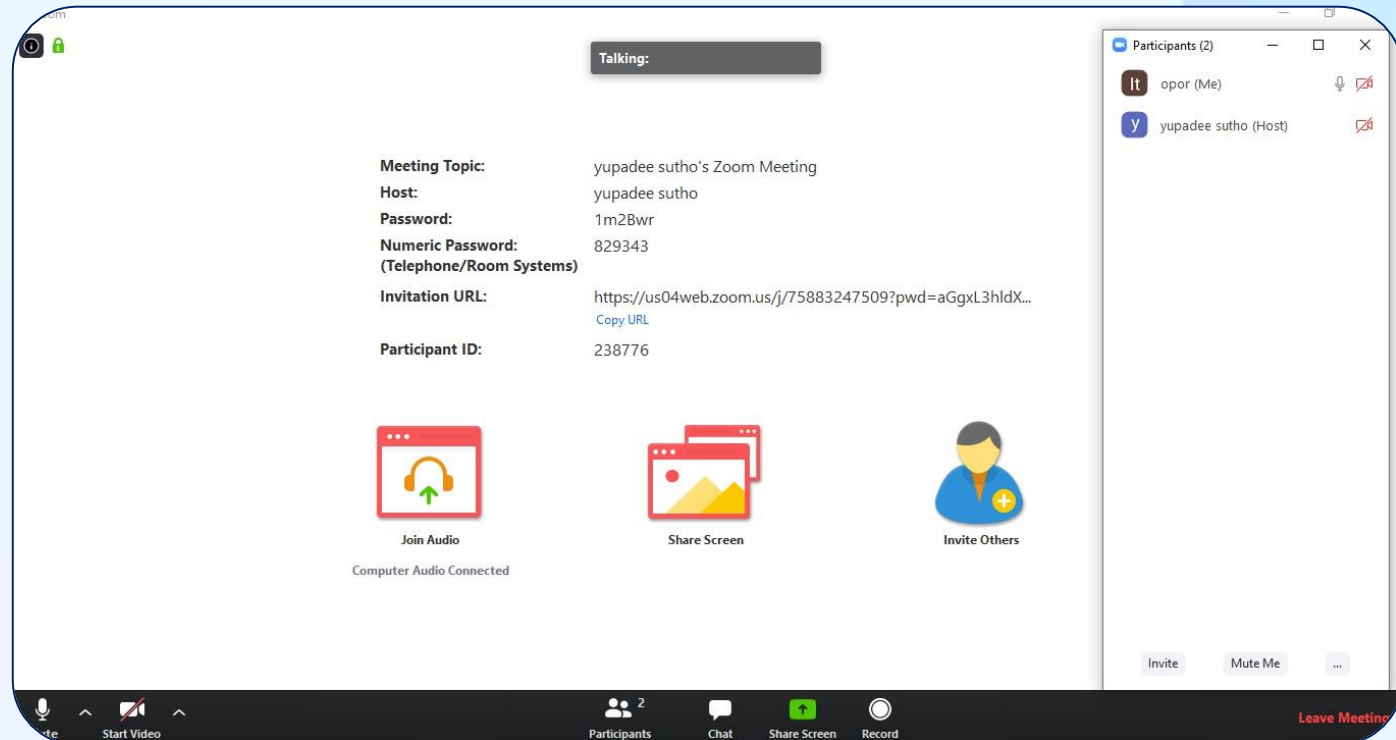 Talking:
Participants (2)
It opor (Me)
y yupadee sutho (Host)
Meeting Topic: yupadee sutho's Zoom Meeting
Host: yupadee sutho
Password: 1m2Bwr
Numeric Password: 829343
(Telephone/Room Systems)
Invitation URL: https://us04web.zoom.us/j/75883247509?pwd=aGgxL3hldX...
Copy URL
Participant ID: 238776
Join Audio Share Screen Invite Others
Computer Audio Connected
Invite Mute Me ...
2
Start Video Participants Chat Share Screen Record
Leave Meeting